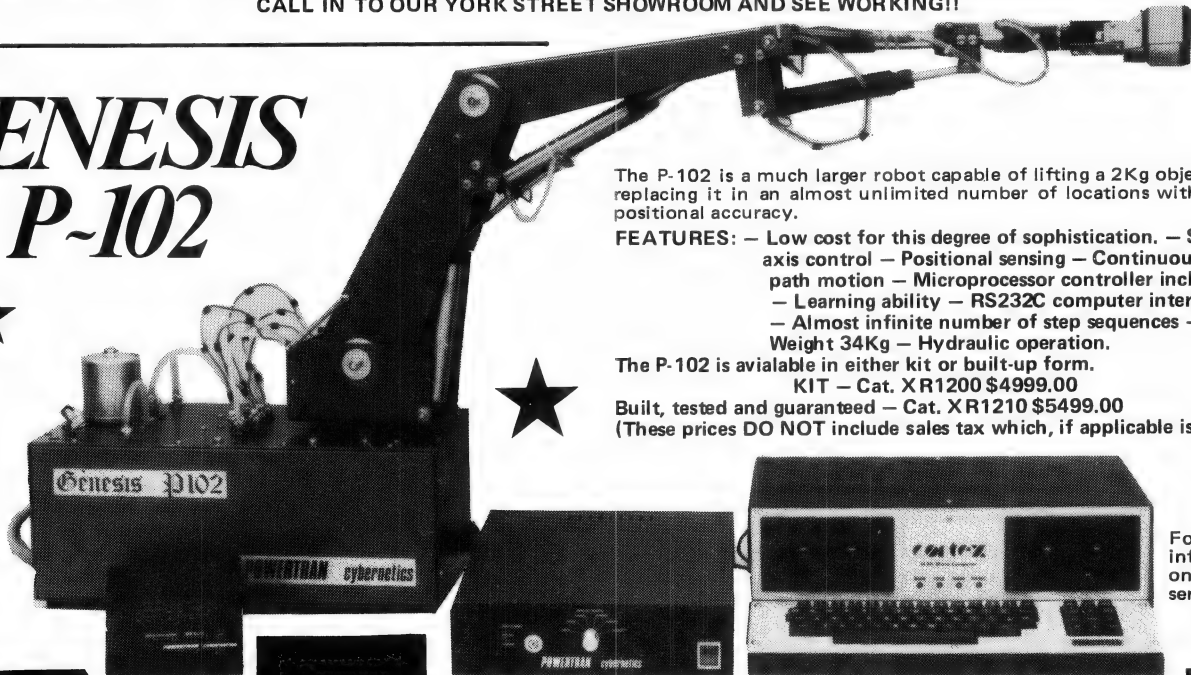 CALL IN TO OUR YORK STREET SHOWROOM AND SEE WORKING!!
ENESIS
P~102
The P-102 is a much larger robot capable of lifting a 2Kg obje
replacing it in an almost unlimited number of locations with
positional accuracy.
FEATURES: — Low cost for this degree of sophistication. — S
axis control — Positional sensing — Continuou
path motion — Microprocessor controller incl
— Learning ability — RS232C computer inter
— Almost infinite number of step sequences —
Weight 34Kg — Hydraulic operation.
The P-102 is avialable in either kit or built-up form.
KIT — Cat. XR1200 $4999.00
Built, tested and guaranteed — Cat. XR1210 $5499.00
(These prices DO NOT include sales tax which, if applicable is
Genesis P102
POWERTRAN cybernetics
cortex
POWERTRAN cybernetics
Fo
inf
on
ser